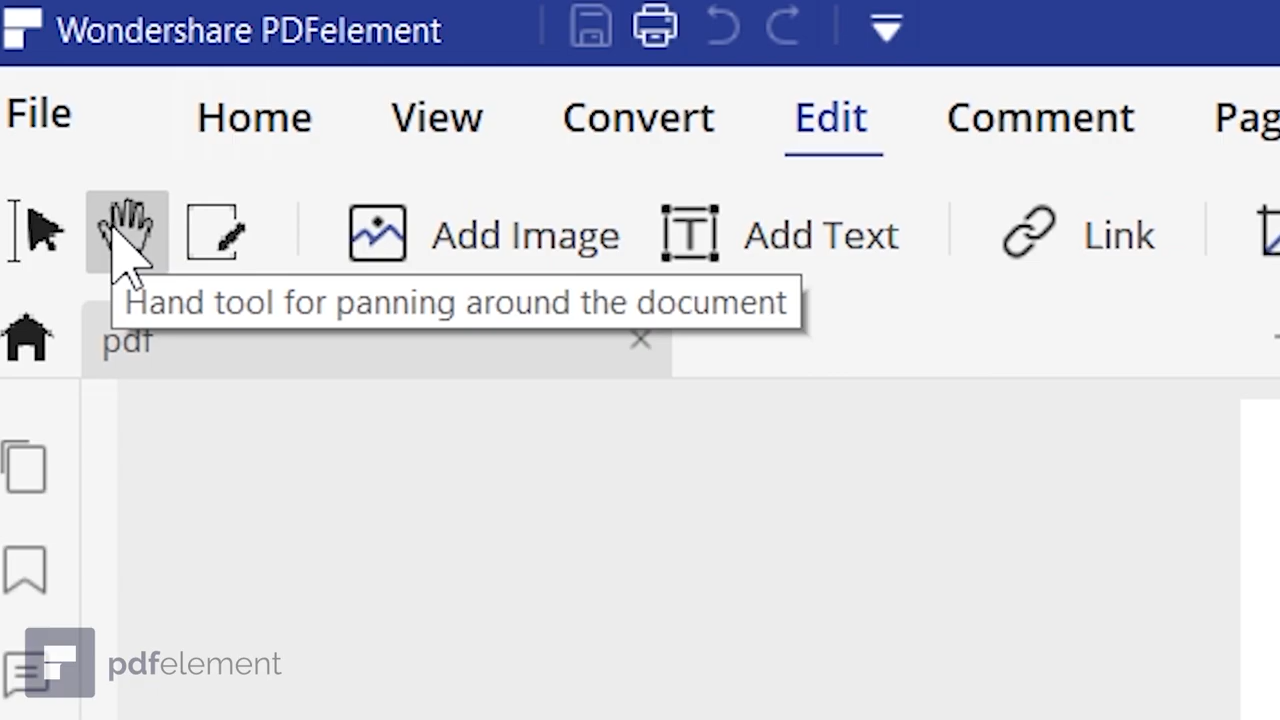 Wondershare PDFelement
File Home View Convert Edit Comment Pag
Add Image Add Text Link
Hand tool for panning around the document
pdf
pdfelement